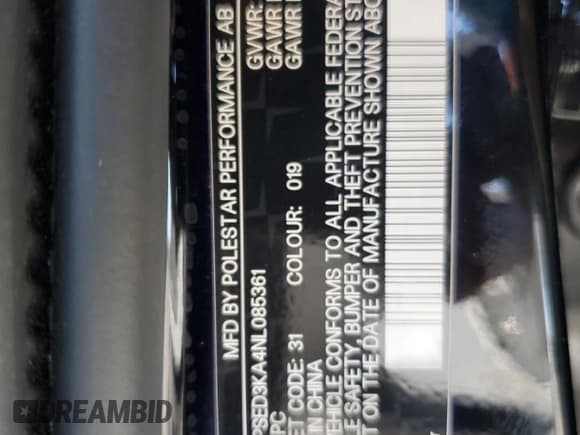 MFD BY POLESTAR PERFORMANCE AB
GVWR:
GAWR
GAWR
PSED3KA4NL085361
PC
ET CODE: 31 COLOUR: 019
IN CHINA
VEHICLE CONFORMS TO ALL APPLICABLE FEDERA
LE SAFETY, BUMPER AND THEFT PREVENTION ST
T ON THE DATE OF MANUFACTURE SHOWN ABO
DREAMBID